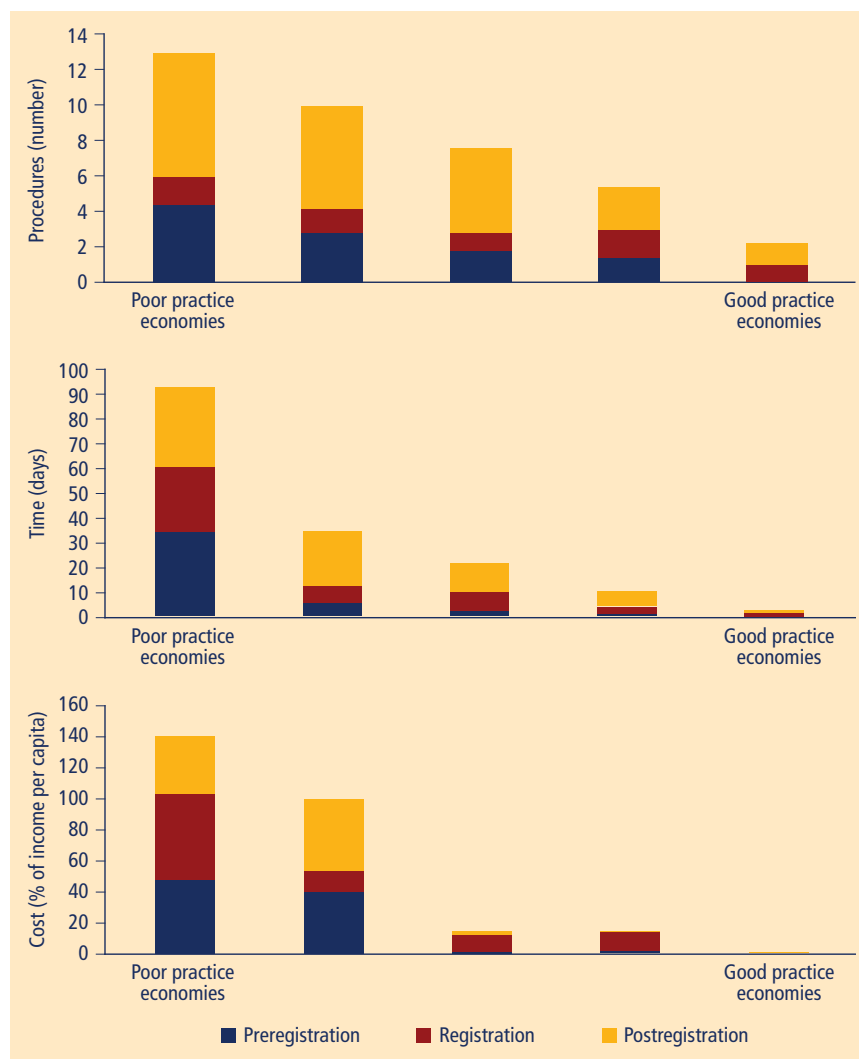 Procedures (number)
14
12
10
8
6
4
2
0
Poor practice
economies
Good practice
economies
Time (days)
100
90
80
70
60
50
40
30
20
10
0
Poor practice
economies
Good practice
economies
Cost (% of income per capita)
160
140
120
100
80
60
40
20
0
Poor practice
economies
Good practice
economies
Preregistration Registration Postregistration